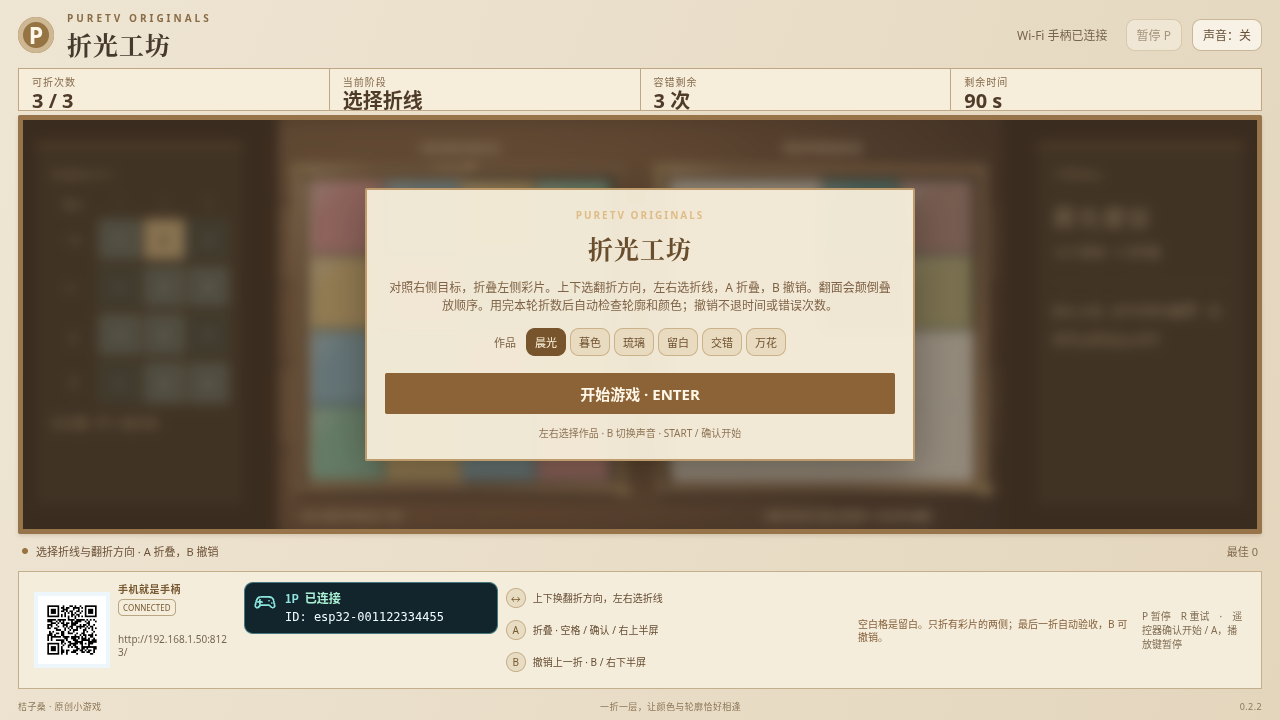 P
PURETV ORIGINALS
折光工坊
Wi-Fi 手柄已连接
暂停 P
声音：关
可折次数
3 / 3
当前阶段
选择折线
容错剩余
3 次
剩余时间
90 s
PURETV ORIGINALS
折光工坊
对照右侧目标，折叠左侧彩片。上下选翻折方向，左右选折线，A 折叠，B 撤销。翻面会颠倒叠
放顺序。用完本轮折数后自动检查轮廓和颜色；撤销不退时间或错误次数。
作品
晨光
暮色
琉璃
留白
交错
万花
开始游戏 · ENTER
左右选择作品 · B 切换声音 · START / 确认开始
选择折线与翻折方向 · A 折叠，B 撤销
最佳 0
手机就是手柄
CONNECTED
http://192.168.1.50:812
3/
1P 已连接
ID: esp32-001122334455
↔ 上下换翻折方向，左右选折线
A 折叠 · 空格 / 确认 / 右上半屏
B 撤销上一折 · B / 右下半屏
空白格是留白。只折有彩片的两侧；最后一折自动验收，B 可
撤销。
P 暂停 R 重试 · 遥
控器确认开始 / A，播
放键暂停
桔子桑 · 原创小游戏
一折一层，让颜色与轮廓恰好相逢
0.2.2